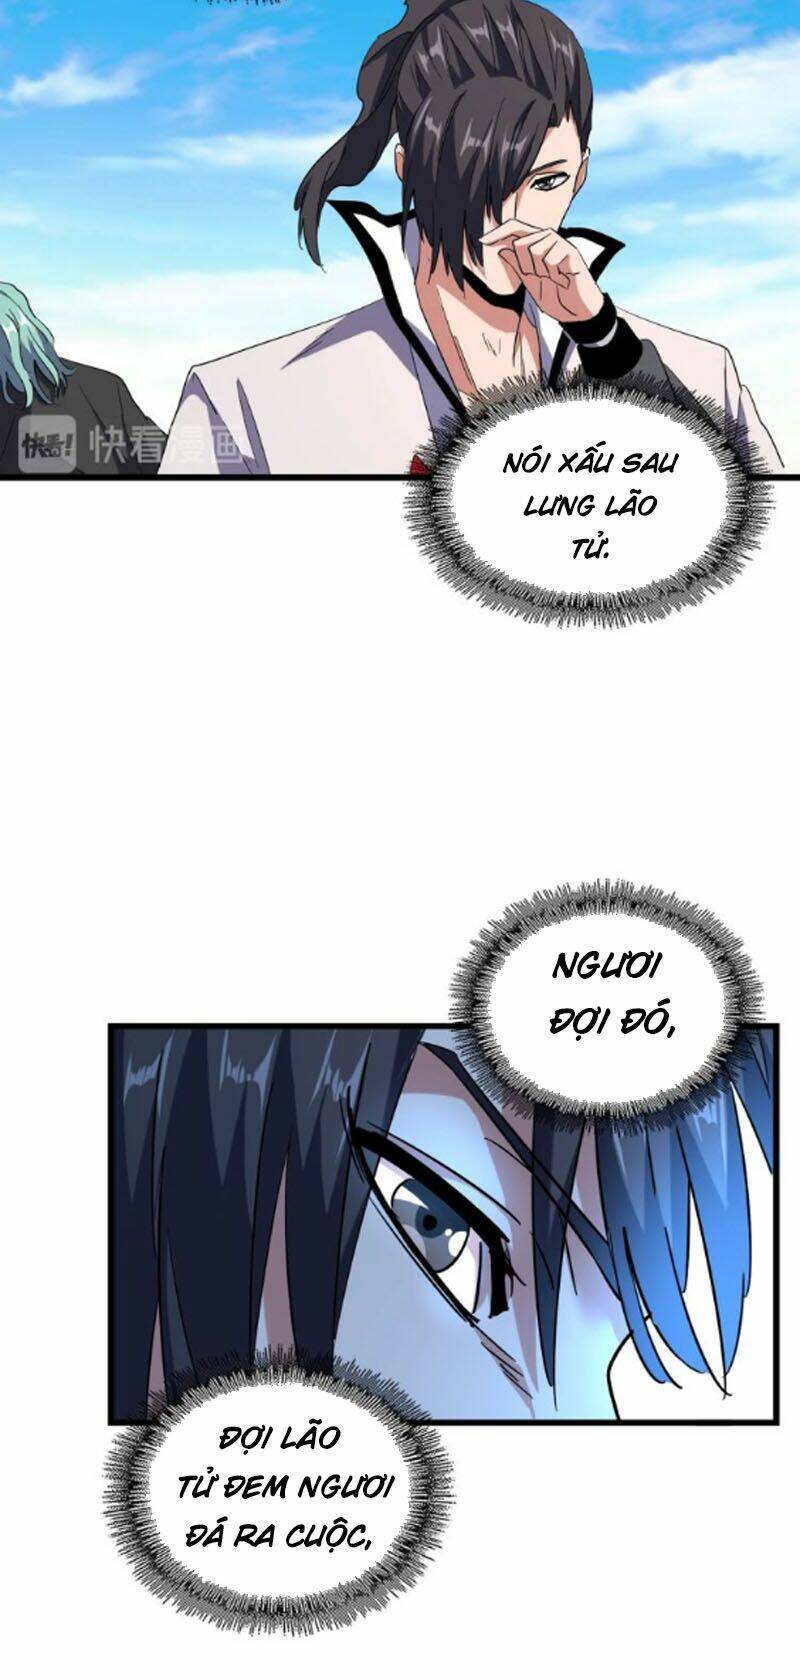 快看! 快看漫画
NÓI XẤU SAU
LƯNG LÃO
TỬ.
NGƯƠI
ĐỢI ĐÓ,
ĐỢI LÃO
TỬ ĐEM NGƯƠI
ĐÁ RA CUỘC,